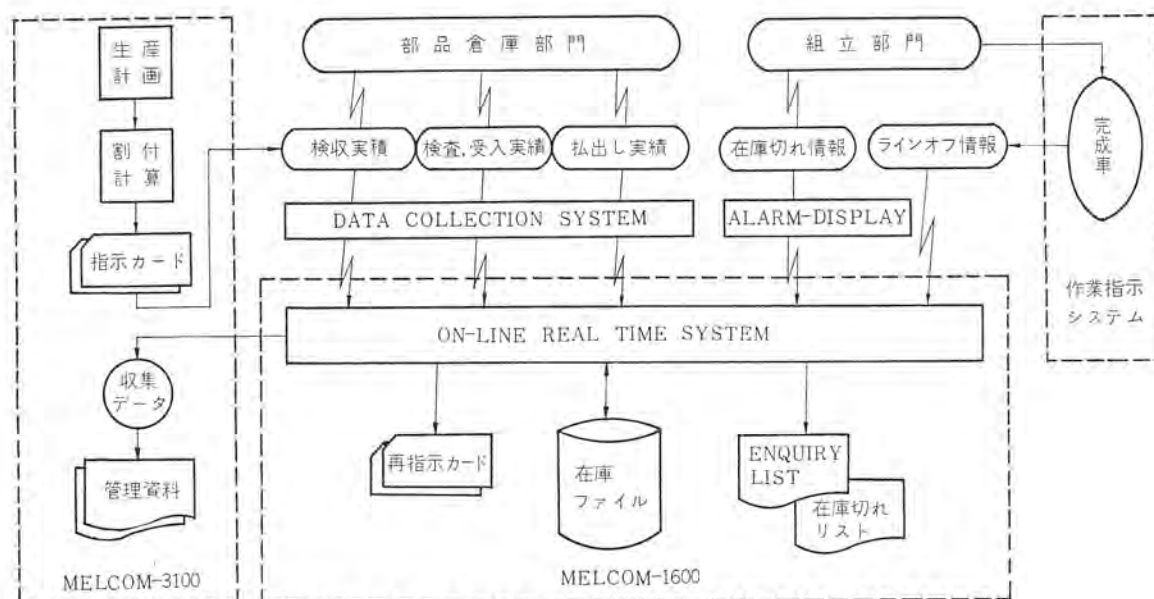 生産
計画
割付
計算
指示カード
収集
データ
管理資料
MELCOM-3100
部品倉庫部門
検収実積
検査,受入実績
払出し実績
DATA COLLECTION SYSTEM
組立部門
在庫切れ情報
ラインオフ情報
ALARM-DISPLAY
完成車
作業指示
システム
ON-LINE REAL TIME SYSTEM
再指示カード
在庫
ファイル
ENQUIRY
LIST
在庫切れ
リスト
MELCOM-1600